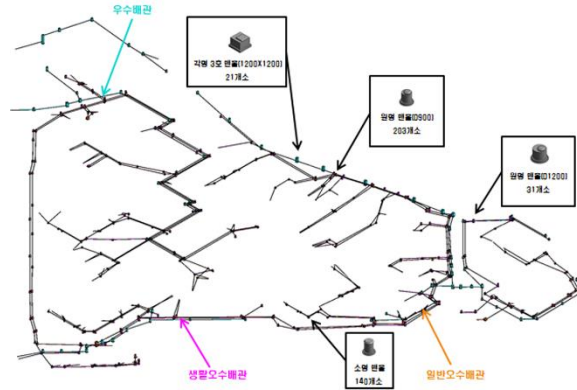 우수배관
각형 3호 맨홀(1200X1200)
21개소
원형 맨홀(D900)
203개소
원형 맨홀(D1200)
31개소
생활오수배관
소형 맨홀
140개소
일반오수배관